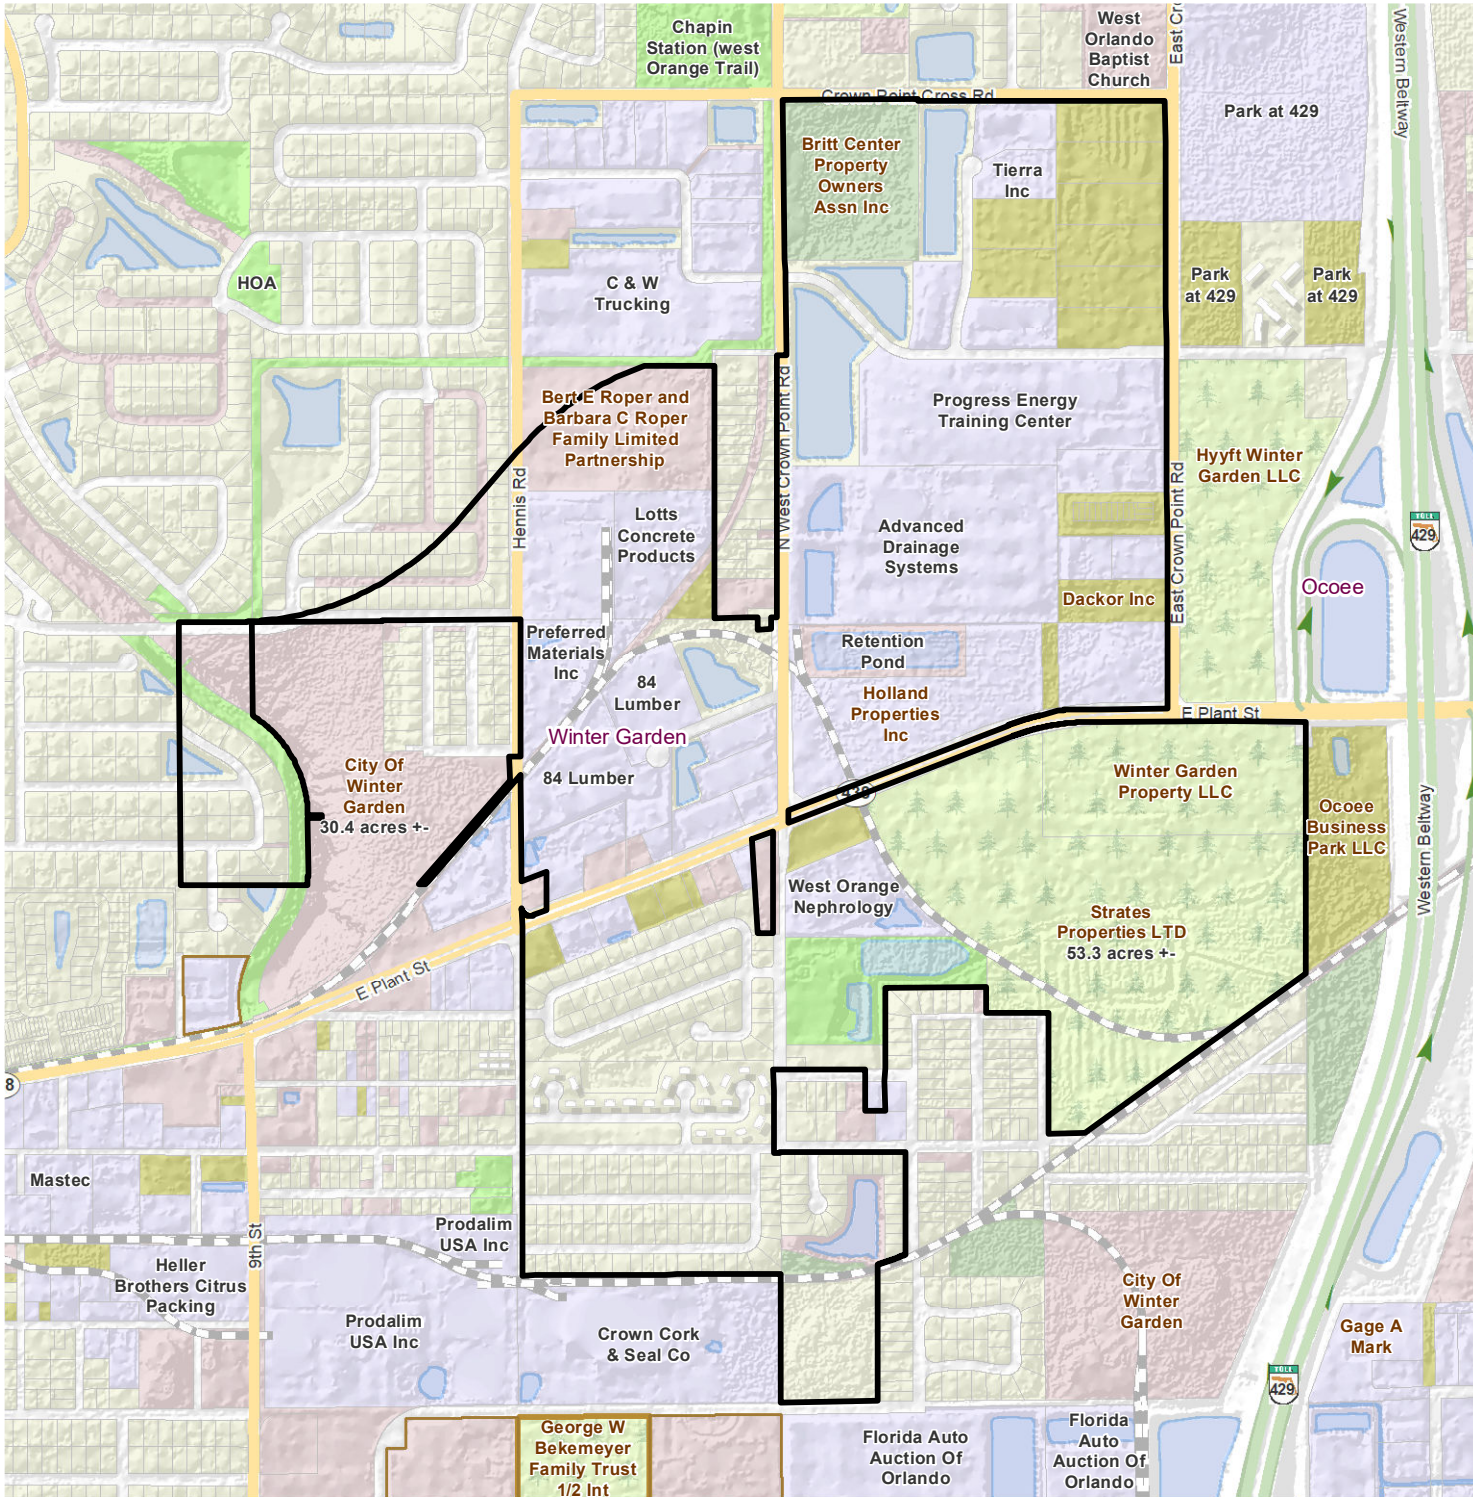 Chapin
Station (west
Orange Trail)
West
Orlando
Baptist
Church
East Cr
Western Beltway
Crown Point Cross Rd
Park at 429
Britt Center
Property
Owners
Assn Inc
Tierra
Inc
HOA
C & W
Trucking
Park
at 429
Park
at 429
Bert E Roper and
Barbara C Roper
Family Limited
Partnership
N West Crown Point Rd
Progress Energy
Training Center
East Crown Point Rd
Hyyft Winter
Garden LLC
Hennis Rd
Lotts
Concrete
Products
Advanced
Drainage
Systems
TOLL
429
Ocoee
Dackor Inc
Preferred
Materials
Inc
Retention
Pond
84
Lumber
Holland
Properties
Inc
E Plant St
Winter Garden
City Of
Winter
Garden
30.4 acres +-
84 Lumber
438
Winter Garden
Property LLC
Ocoee
Business
Park LLC
Western Beltway
West Orange
Nephrology
Strates
Properties LTD
53.3 acres +-
E Plant St
8
Mastec
9th St
Prodalim
USA Inc
Heller
Brothers Citrus
Packing
Prodalim
USA Inc
Crown Cork
& Seal Co
City Of
Winter
Garden
Gage A
Mark
TOLL
429
George W
Bekemeyer
Family Trust
1/2 Int
Florida Auto
Auction Of
Orlando
Florida
Auto
Auction Of
Orlando